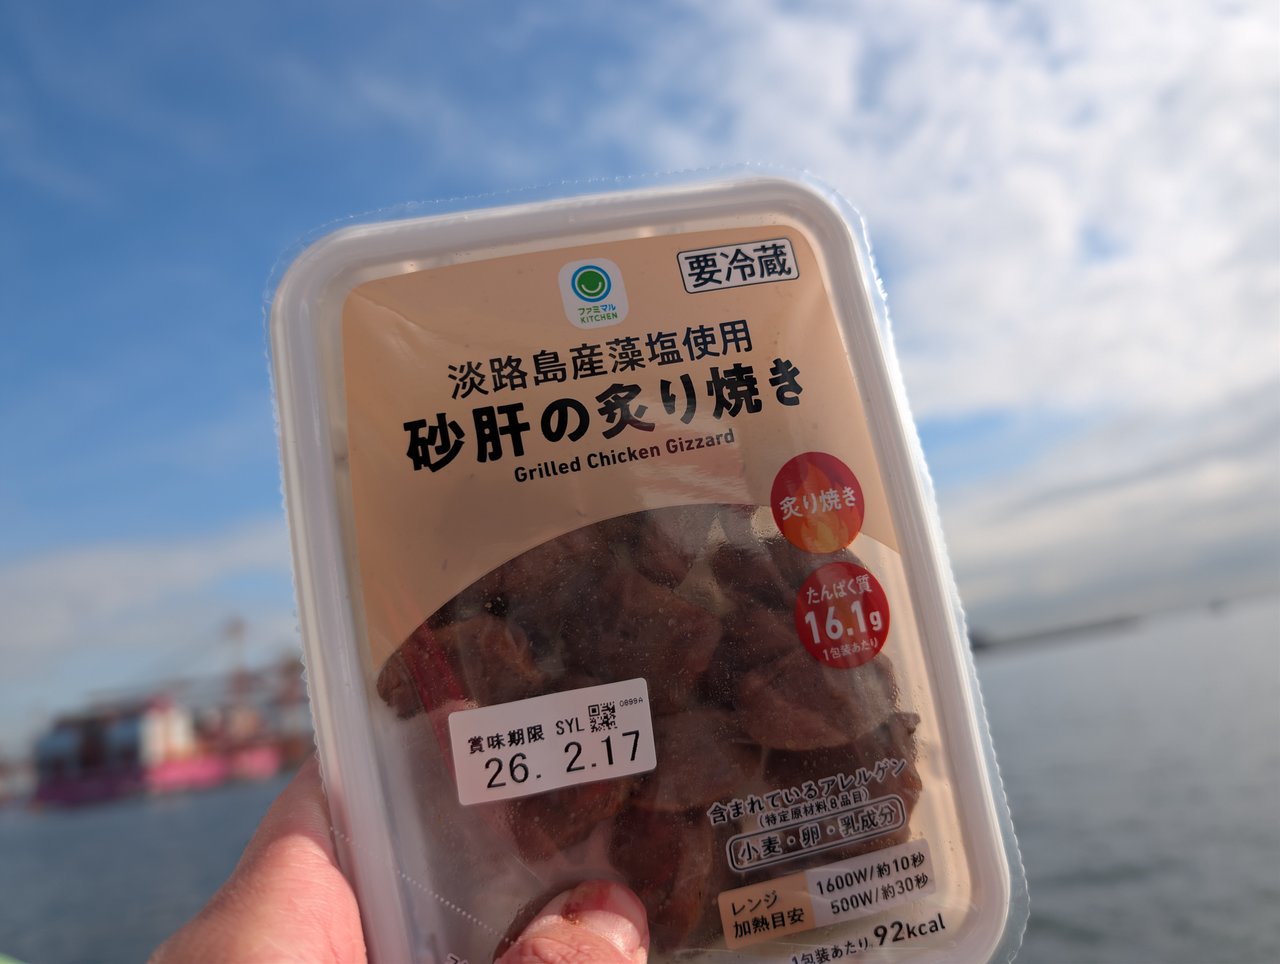 要冷蔵
ファミマル
KITCHEN
淡路島産藻塩使用
砂肝の炙り焼き
Grilled Chicken Gizzard
炙り焼き
たんぱく質
16.1g
1包装あたり
賞味期限 SYL
0899A
26. 2.17
含まれているアレルゲン
(特定原材料8品目)
小麦・卵・乳成分
レンジ
加熱目安
1600W/約10秒
500W/約30秒
1包装あたり 92kcal